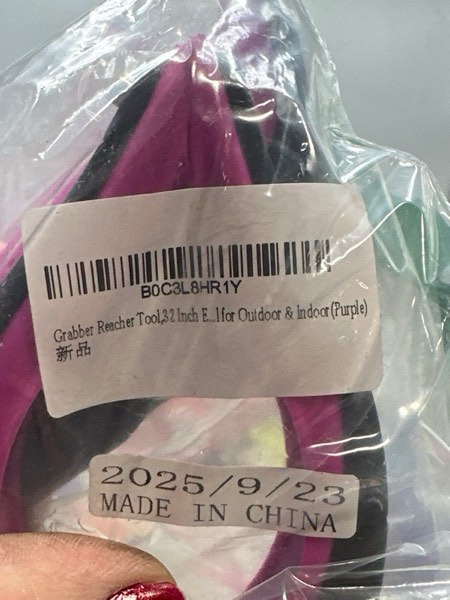 B0C3L8HR1Y
Grabber Reacher Tool,32 Inch E...l for Outdoor & Indoor(Purple)
新品
2025/9/23
MADE IN CHINA